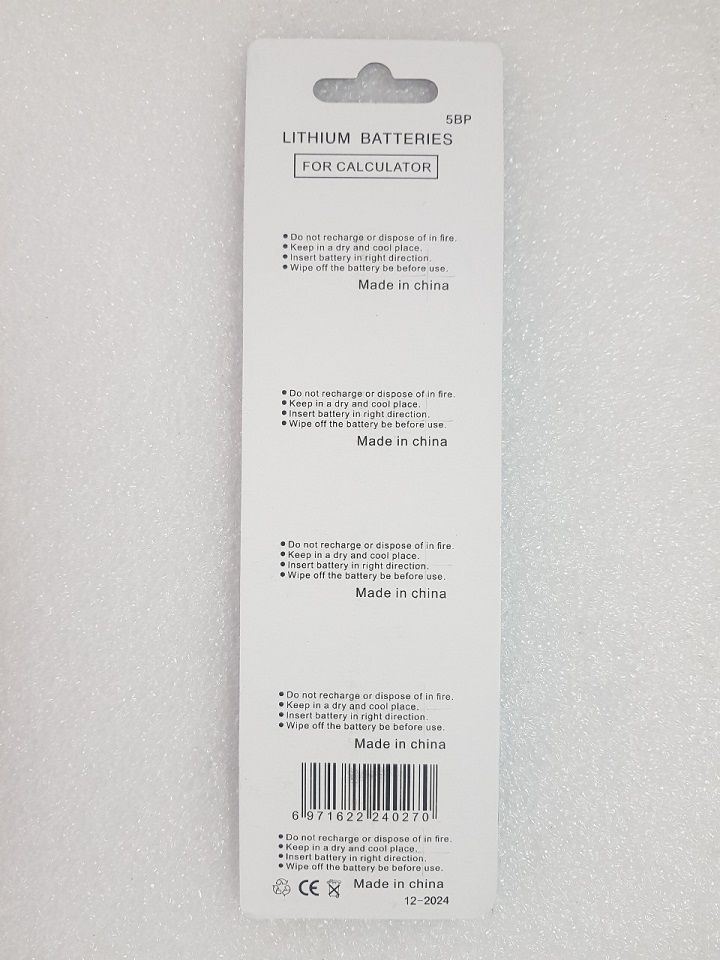 5BP
LITHIUM BATTERIES
FOR CALCULATOR
• Do not recharge or dispose of in fire.
• Keep in a dry and cool place.
• Insert battery in right direction.
• Wipe off the battery be before use.
Made in china
• Do not recharge or dispose of in fire.
• Keep in a dry and cool place.
• Insert battery in right direction.
• Wipe off the battery be before use.
Made in china
• Do not recharge or dispose of in fire.
• Keep in a dry and cool place.
• Insert battery in right direction.
• Wipe off the battery be before use.
Made in china
• Do not recharge or dispose of in fire.
• Keep in a dry and cool place.
• Insert battery in right direction.
• Wipe off the battery be before use.
Made in china
6 971622 240270
• Do not recharge or dispose of in fire.
• Keep in a dry and cool place.
• Insert battery in right direction.
• Wipe off the battery be before use.
CE Made in china
12-2024